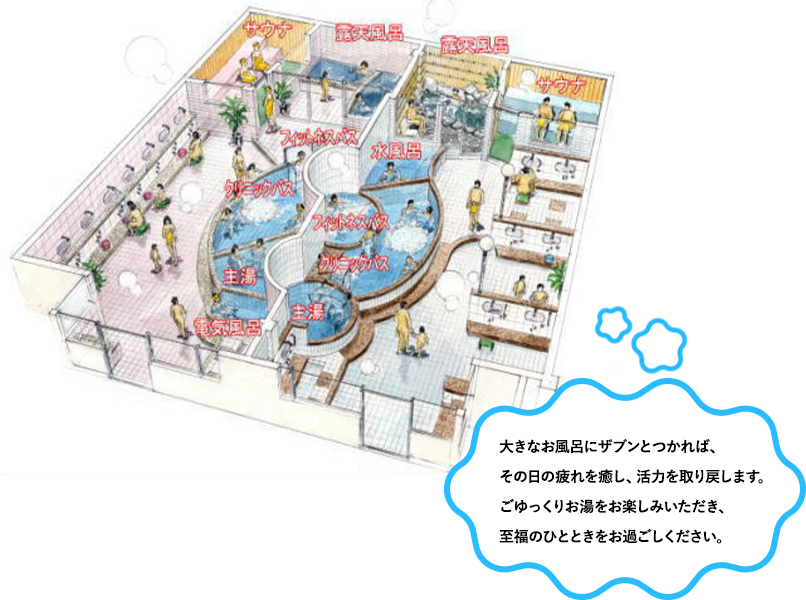 サウナ
露天風呂
露天風呂
サウナ
フィットネスバス
水風呂
クリニックバス
フィットネスバス
クリニックバス
主湯
主湯
電気風呂
大きなお風呂にザブンとつかれば、
その日の疲れを癒し、活力を取り戻します。
ごゆっくりお湯をお楽しみいただき、
至福のひとときをお過ごしください。